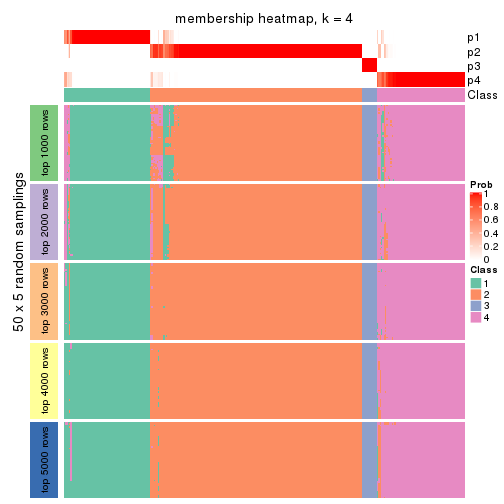 membership heatmap, k = 4
p1
p2
p3
p4
Class
50 x 5 random samplings
top 1000 rows
top 2000 rows
top 3000 rows
top 4000 rows
top 5000 rows
Prob
1
0.8
0.6
0.4
0.2
0
Class
1
2
3
4